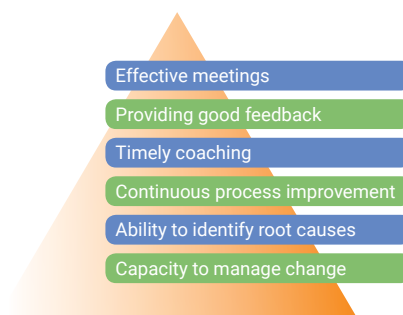 Effective meetings
Providing good feedback
Timely coaching
Continuous process improvement
Ability to identify root causes
Capacity to manage change